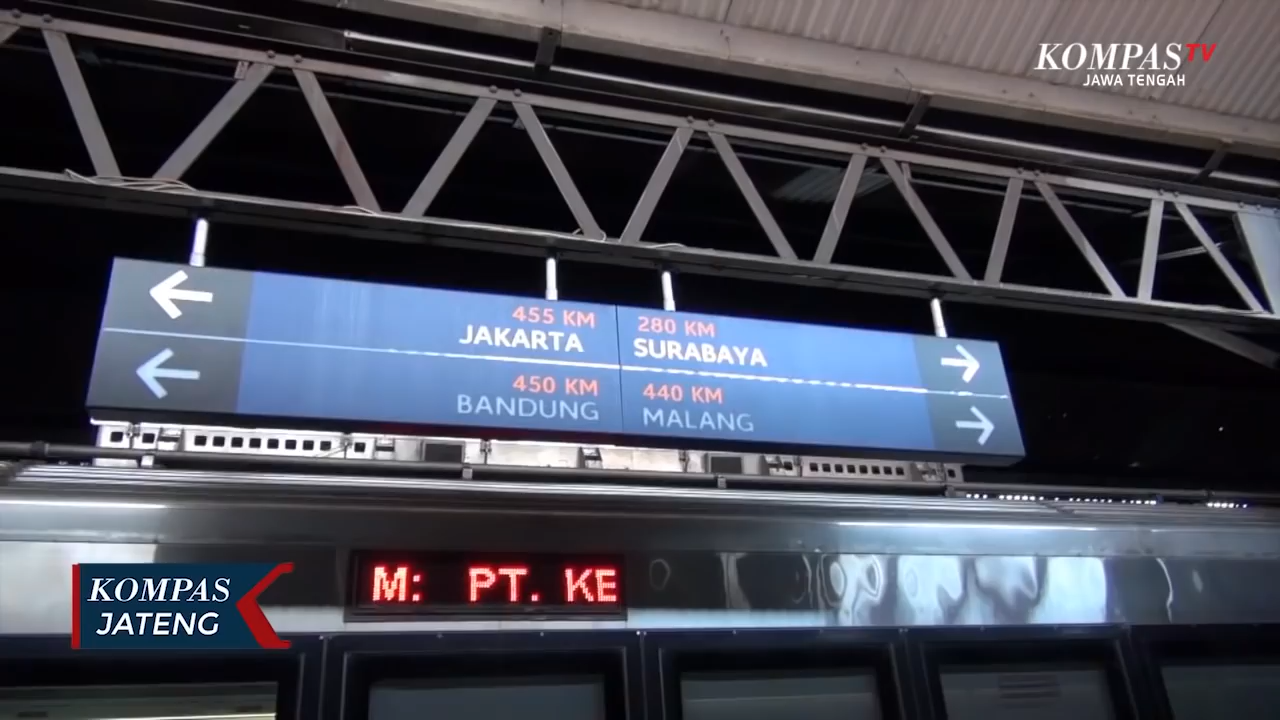 KOMPAS TV
JAWA TENGAH
455 KM
JAKARTA
280 KM
SURABAYA
450 KM
BANDUNG
440 KM
MALANG
M: PT. KE
KOMPAS
JATENG